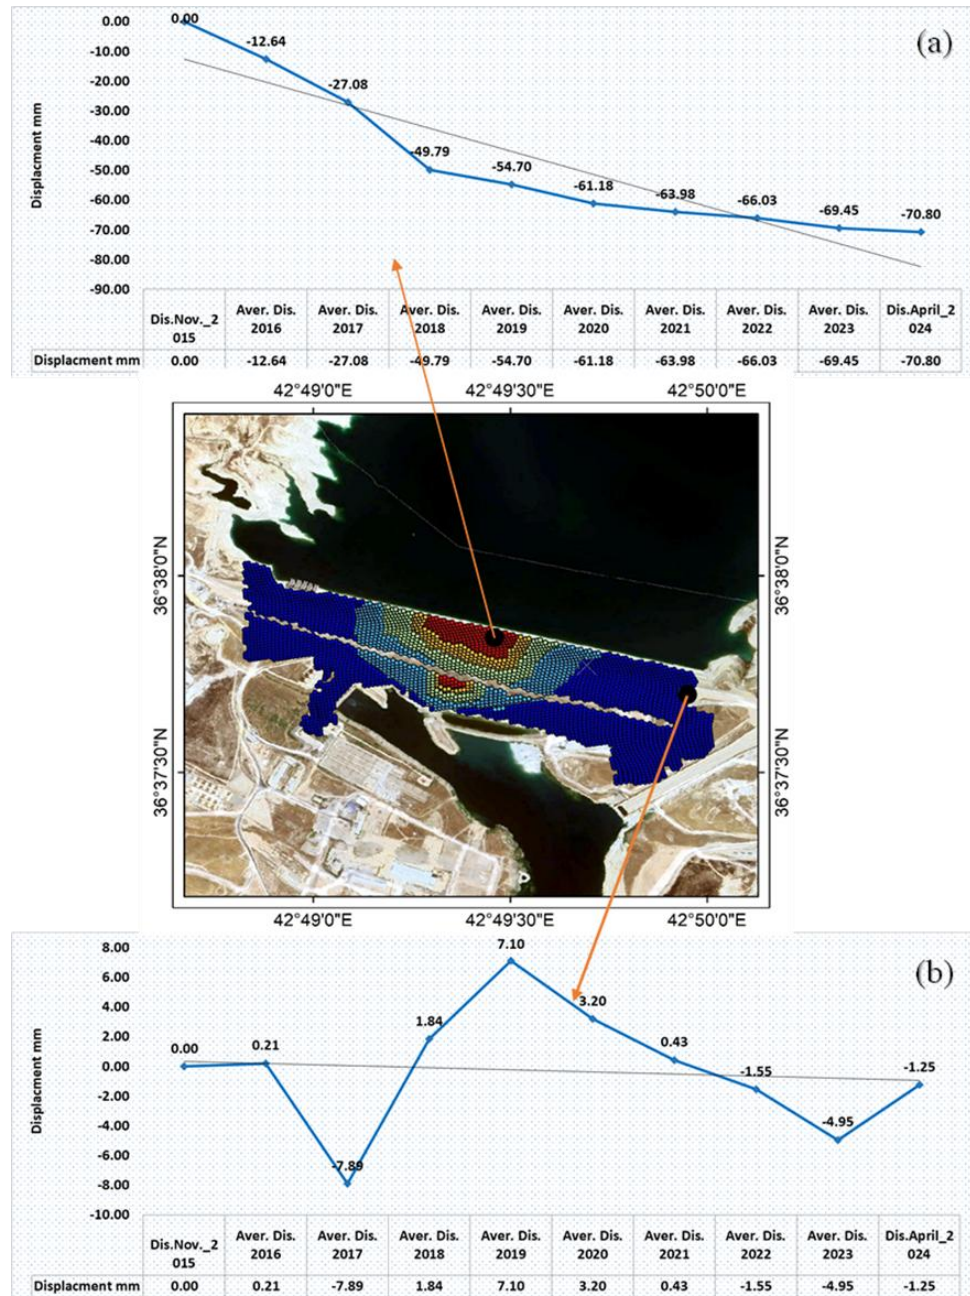 (a)
Displacment mm
0.00
-10.00
-20.00
-30.00
-40.00
-50.00
-60.00
-70.00
-80.00
-90.00
0.00
-12.64
-27.08
-49.79
-54.70
-61.18
-63.98
-66.03
-69.45
-70.80
Dis.Nov._2 Aver. Dis. Aver. Dis. Aver. Dis. Aver. Dis. Aver. Dis. Aver. Dis. Aver. Dis. Aver. Dis. Dis.April_2
015 2016 2017 2018 2019 2020 2021 2022 2023 024
Displacment mm 0.00 -12.64 -27.08 -49.79 -54.70 -61.18 -63.98 -66.03 -69.45 -70.80
42°49'0"E 42°49'30"E 42°50'0"E
36°38'0"N 36°38'0"N
36°37'30"N 36°37'30"N
42°49'0"E 42°49'30"E 42°50'0"E
(b)
Displacment mm
8.00
6.00
4.00
2.00
0.00
-2.00
-4.00
-6.00
-8.00
-10.00
0.00
0.21
-7.89
1.84
7.10
3.20
0.43
-1.55
-4.95
-1.25
Dis.Nov._2 Aver. Dis. Aver. Dis. Aver. Dis. Aver. Dis. Aver. Dis. Aver. Dis. Aver. Dis. Aver. Dis. Dis.April_2
015 2016 2017 2018 2019 2020 2021 2022 2023 024
Displacment mm 0.00 0.21 -7.89 1.84 7.10 3.20 0.43 -1.55 -4.95 -1.25